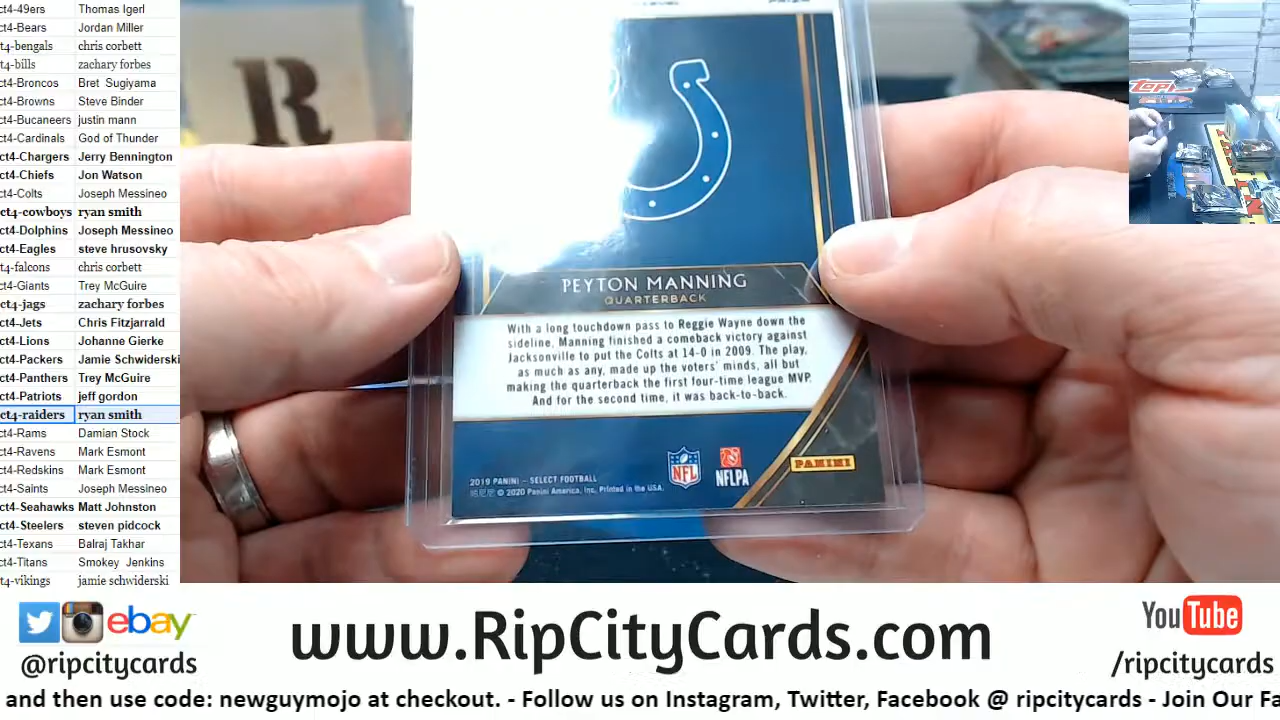 ct4-49ers Thomas Igerl
ct4-Bears Jordan Miller
ct4-bengals chris corbett
t4-bills zachary forbes
ct4-Broncos Bret Sugiyama
ct4-Browns Steve Binder
ct4-Bucaneers justin mann
ct4-Cardinals God of Thunder
ct4-Chargers Jerry Bennington
ct4-Chiefs Jon Watson
ct4-Colts Joseph Messineo
ct4-cowboys ryan smith
ct4-Dolphins Joseph Messineo
ct4-Eagles steve hrusovsky
ct4-falcons chris corbett
ct4-Giants Trey McGuire
ct4-jags zachary forbes
ct4-Jets Chris Fitzjarrald
ct4-Lions Johanne Gierke
ct4-Packers Jamie Schwiderski
ct4-Panthers Trey McGuire
ct4-Patriots jeff gordon
ct4-raiders ryan smith
ct4-Rams Damian Stock
ct4-Ravens Mark Esmont
ct4-Redskins Mark Esmont
ct4-Saints Joseph Messineo
ct4-Seahawks Matt Johnston
ct4-Steelers steven pidcock
ct4-Texans Balraj Takhar
ct4-Titans Smokey Jenkins
t4-vikings jamie schwiderski
R
PEYTON MANNING
QUARTERBACK
With a long touchdown pass to Reggie Wayne down the
sideline, Manning finished a comeback victory against
Jacksonville to put the Colts at 14-0 in 2009. The play,
as much as any, made up the voters' minds, all but
making the quarterback the first four-time league MVP.
And for the second time, it was back-to-back.
2019 PANINI – SELECT FOOTBALL
© 2020 Panini America, Inc. Printed in the USA.
NFL
NFLPA
PANINI
TOPPS
ebay
@ripcitycards
www.RipCityCards.com
YouTube
/ripcitycards
and then use code: newguymojo at checkout. - Follow us on Instagram, Twitter, Facebook @ ripcitycards - Join Our Fa